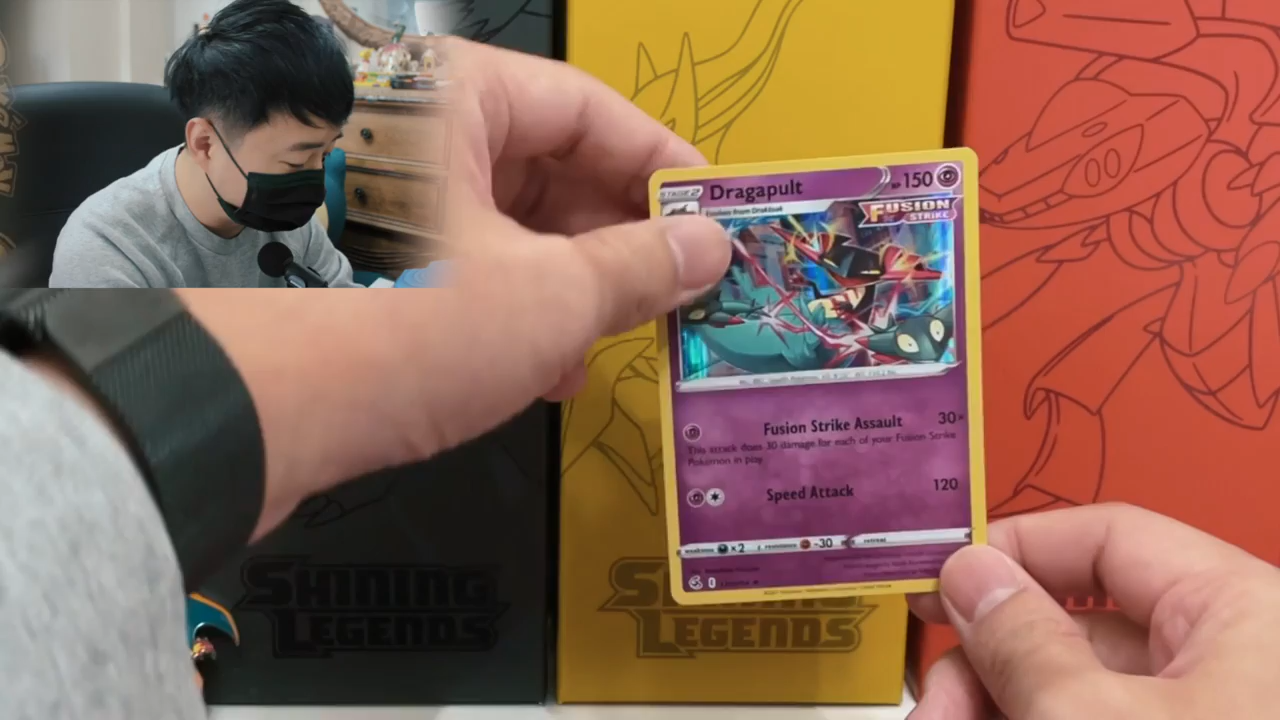 STAGE 2
Dragapult
HP 150
Evolves from Drakloak
FUSION
STRIKE
Fusion Strike Assault 30×
This attack does 30 damage for each of your Fusion Strike
Pokémon in play.
Speed Attack 120
weakness ×2 resistance -30 retreat
SHINING
LEGENDS
LEGENDS